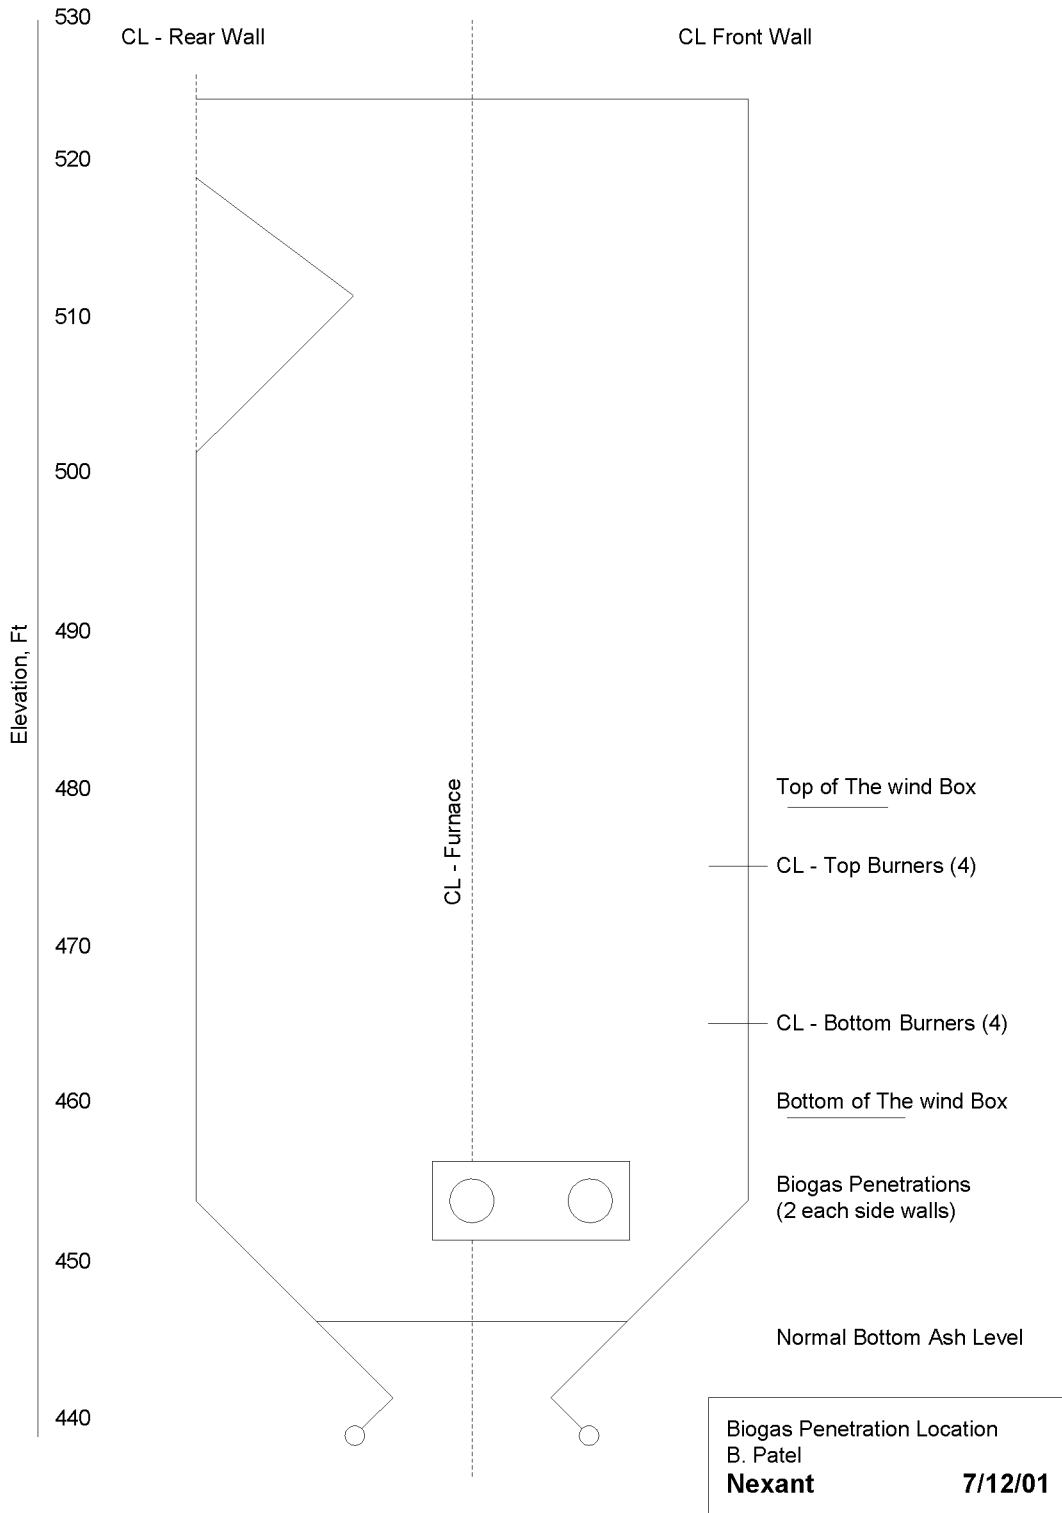 530
CL - Rear Wall
CL Front Wall
520
510
500
490
Elevation, Ft
480
Top of The wind Box
CL - Furnace
CL - Top Burners (4)
470
CL - Bottom Burners (4)
460
Bottom of The wind Box
Biogas Penetrations
(2 each side walls)
450
Normal Bottom Ash Level
440
Biogas Penetration Location
B. Patel
Nexant 7/12/01